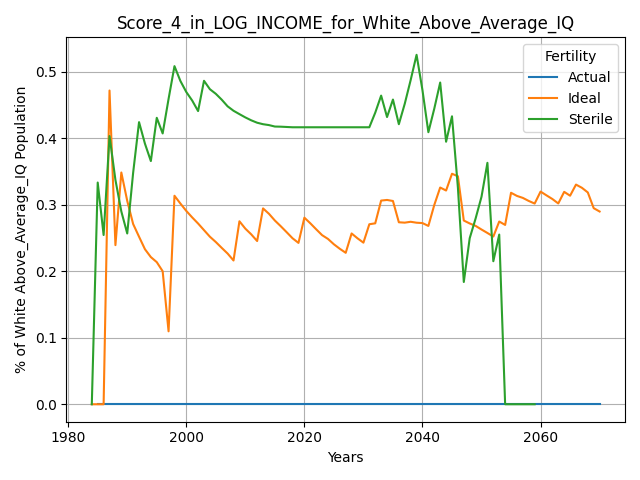 Score_4_in_LOG_INCOME_for_White_Above_Average_IQ
% of White Above_Average_IQ Population
0.5
0.4
0.3
0.2
0.1
0.0
Fertility
Actual
Ideal
Sterile
1980
2000
2020
2040
2060
Years